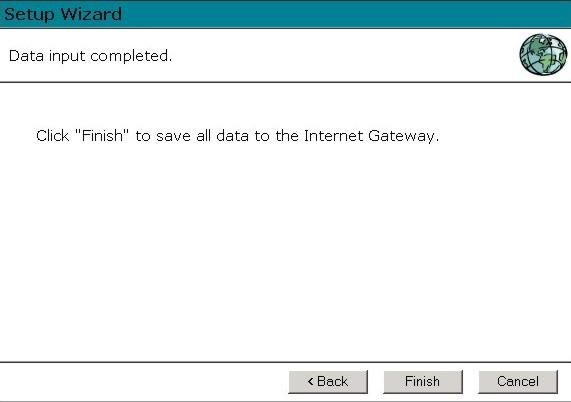 Setup Wizard
Data input completed.
Click "Finish" to save all data to the Internet Gateway.
< Back Finish Cancel